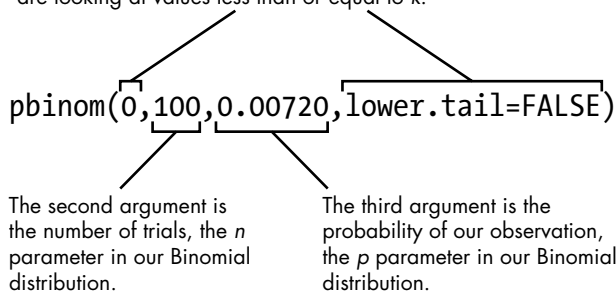 are looking at values less than or equal to k.
pbinom(0,100,0.00720,lower.tail=FALSE)
The second argument is
the number of trials, the n
parameter in our Binomial
distribution.
The third argument is the
probability of our observation,
the p parameter in our Binomial
distribution.